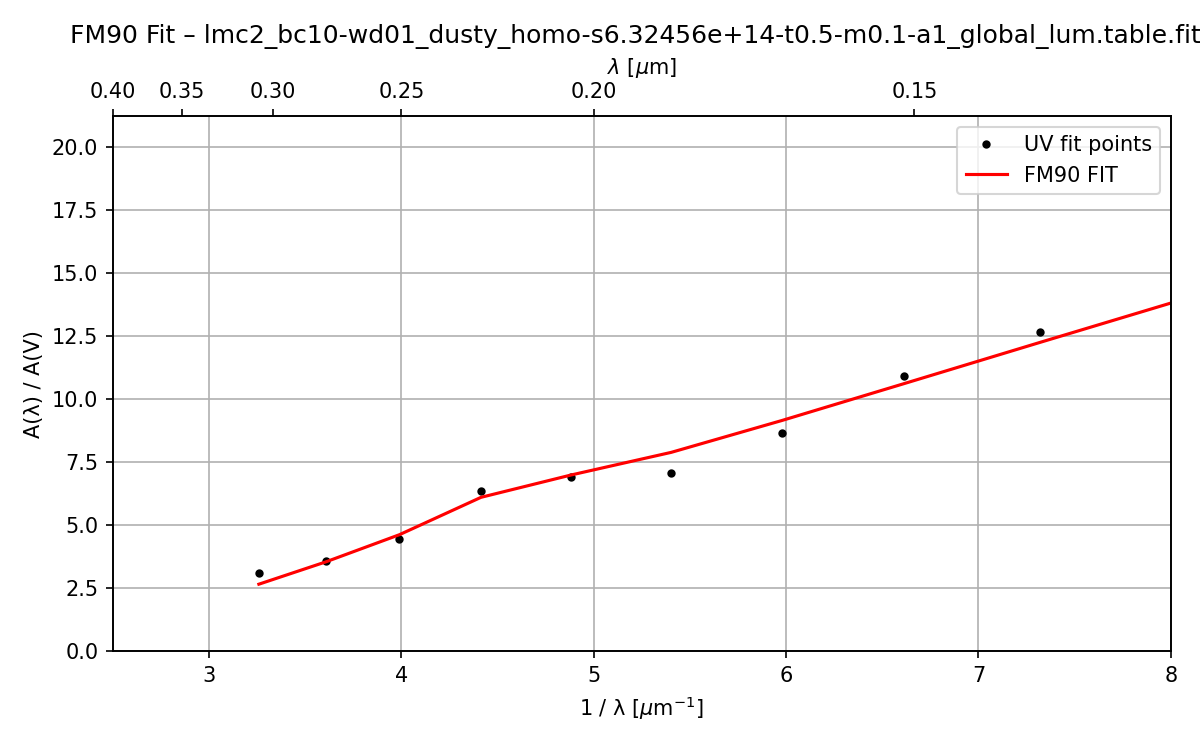 FM90 Fit – lmc2_bc10-wd01_dusty_homo-s6.32456e+14-t0.5-m0.1-a1_global_lum.table.fit
λ [μm]
0.40 0.35 0.30 0.25 0.20 0.15
UV fit points
FM90 FIT
20.0
17.5
15.0
12.5
10.0
7.5
5.0
2.5
0.0
A(λ) / A(V)
3 4 5 6 7 8
1 / λ [μm⁻¹]